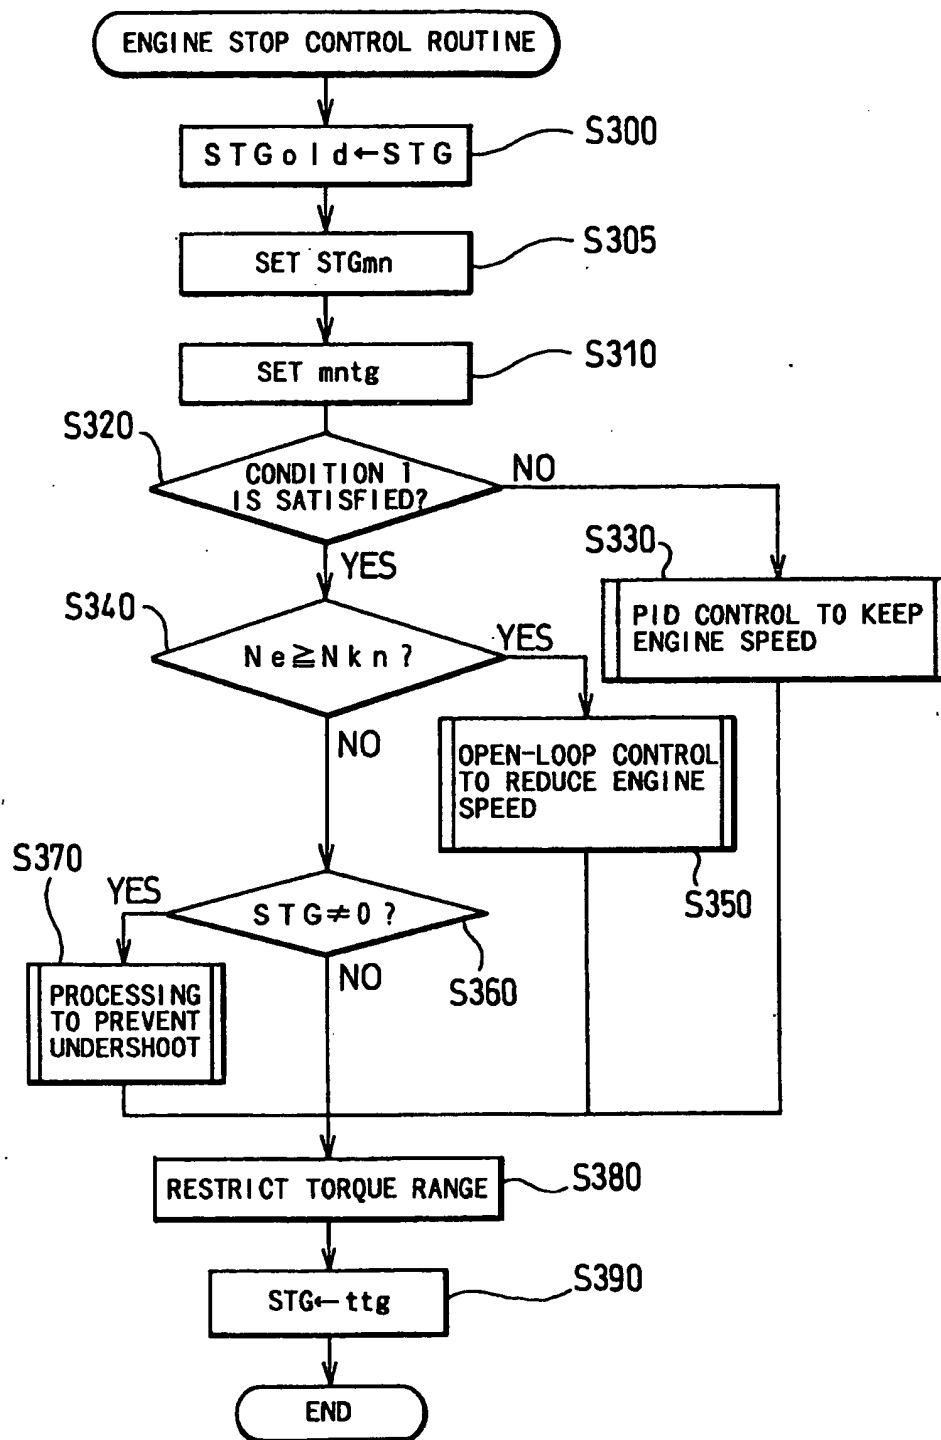 ENGINE STOP CONTROL ROUTINE
STGold←STG
S300
SET STGmn
S305
SET mntg
S310
S320
CONDITION 1
IS SATISFIED?
NO
YES
S330
PID CONTROL TO KEEP
ENGINE SPEED
S340
Ne≧Nkn?
YES
NO
OPEN-LOOP CONTROL
TO REDUCE ENGINE
SPEED
S350
S370
YES
STG≠0?
S360
NO
PROCESSING
TO PREVENT
UNDERSHOOT
RESTRICT TORQUE RANGE
S380
STG←ttg
S390
END